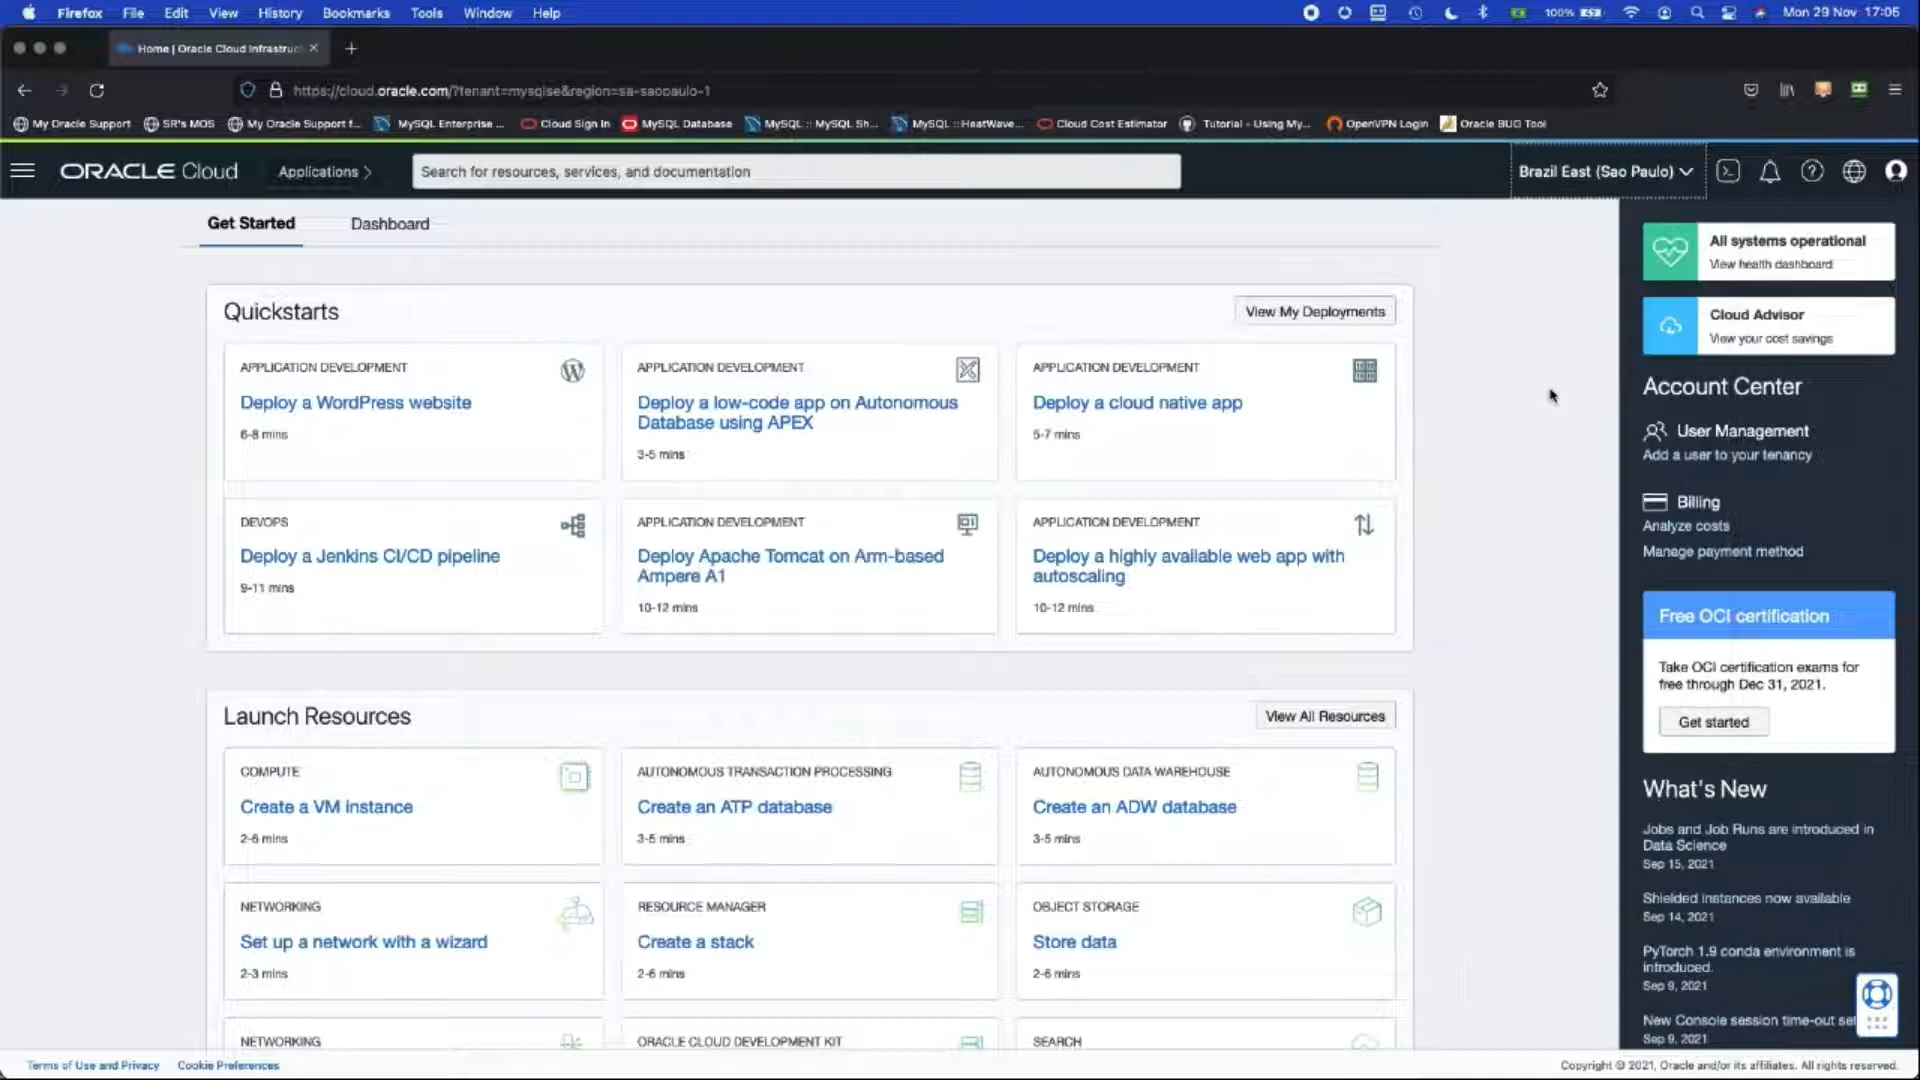 Firefox File Edit View History Bookmarks Tools Window Help 100% Mon 29 Nov 17:05
Home | Oracle Cloud Infrastruc
https://cloud.oracle.com/?tenant=mysqlse&region=sa-saopaulo-1
My Oracle Support SR's MOS My Oracle Support f... MySQL Enterprise ... Cloud Sign In MySQL Database MySQL :: MySQL Sh... MySQL :: HeatWave... Cloud Cost Estimator Tutorial - Using My... OpenVPN Login Oracle BUG Tool
ORACLE Cloud Applications Search for resources, services, and documentation Brazil East (Sao Paulo)
Get Started Dashboard
Quickstarts View My Deployments
APPLICATION DEVELOPMENT
Deploy a WordPress website
6-8 mins
APPLICATION DEVELOPMENT
Deploy a low-code app on Autonomous
Database using APEX
3-5 mins
APPLICATION DEVELOPMENT
Deploy a cloud native app
5-7 mins
DEVOPS
Deploy a Jenkins CI/CD pipeline
9-11 mins
APPLICATION DEVELOPMENT
Deploy Apache Tomcat on Arm-based
Ampere A1
10-12 mins
APPLICATION DEVELOPMENT
Deploy a highly available web app with
autoscaling
10-12 mins
Launch Resources View All Resources
COMPUTE
Create a VM instance
2-6 mins
AUTONOMOUS TRANSACTION PROCESSING
Create an ATP database
3-5 mins
AUTONOMOUS DATA WAREHOUSE
Create an ADW database
3-5 mins
NETWORKING
Set up a network with a wizard
2-3 mins
RESOURCE MANAGER
Create a stack
2-6 mins
OBJECT STORAGE
Store data
2-6 mins
NETWORKING
ORACLE CLOUD DEVELOPMENT KIT
SEARCH
All systems operational
View health dashboard
Cloud Advisor
View your cost savings
Account Center
User Management
Add a user to your tenancy
Billing
Analyze costs
Manage payment method
Free OCI certification
Take OCI certification exams for
free through Dec 31, 2021.
Get started
What's New
Jobs and Job Runs are introduced in
Data Science
Sep 15, 2021
Shielded instances now available
Sep 14, 2021
PyTorch 1.9 conda environment is
introduced.
Sep 9, 2021
New Console session time-out set
Sep 9, 2021
Terms of Use and Privacy Cookie Preferences Copyright © 2021, Oracle and/or its affiliates. All rights reserved.